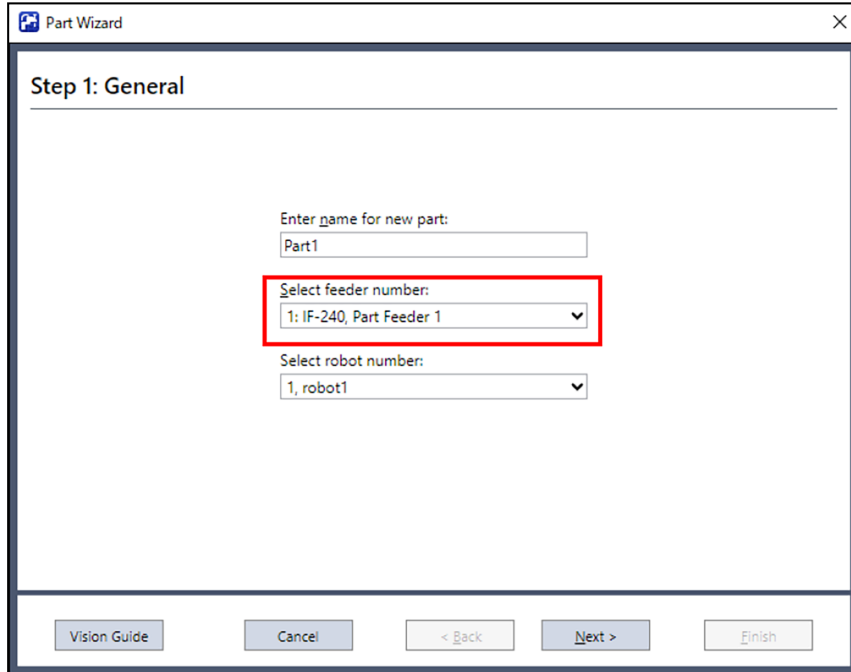 Part Wizard
Step 1: General
Enter name for new part:
Part1
Select feeder number:
1: IF-240, Part Feeder 1
Select robot number:
1, robot1
Vision Guide
Cancel
< Back
Next >
Finish